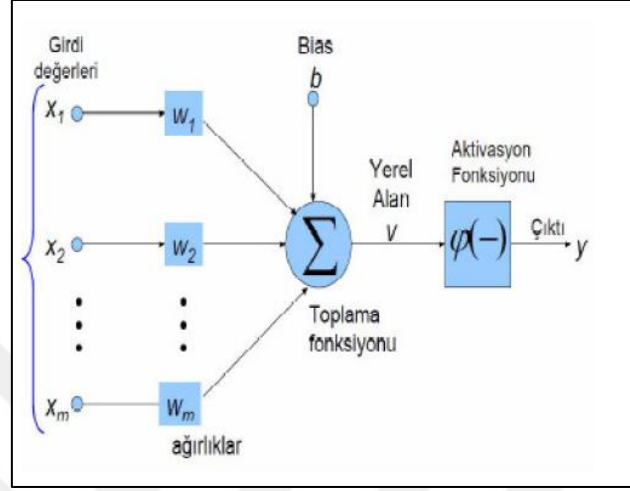 Girdi
değerleri
Bias
b
x₁
w₁
Yerel
Alan
v
Aktivasyon
Fonksiyonu
x₂
w₂
∑
φ(−)
Çıktı
y
Toplama
fonksiyonu
xₘ
wₘ
ağırlıklar